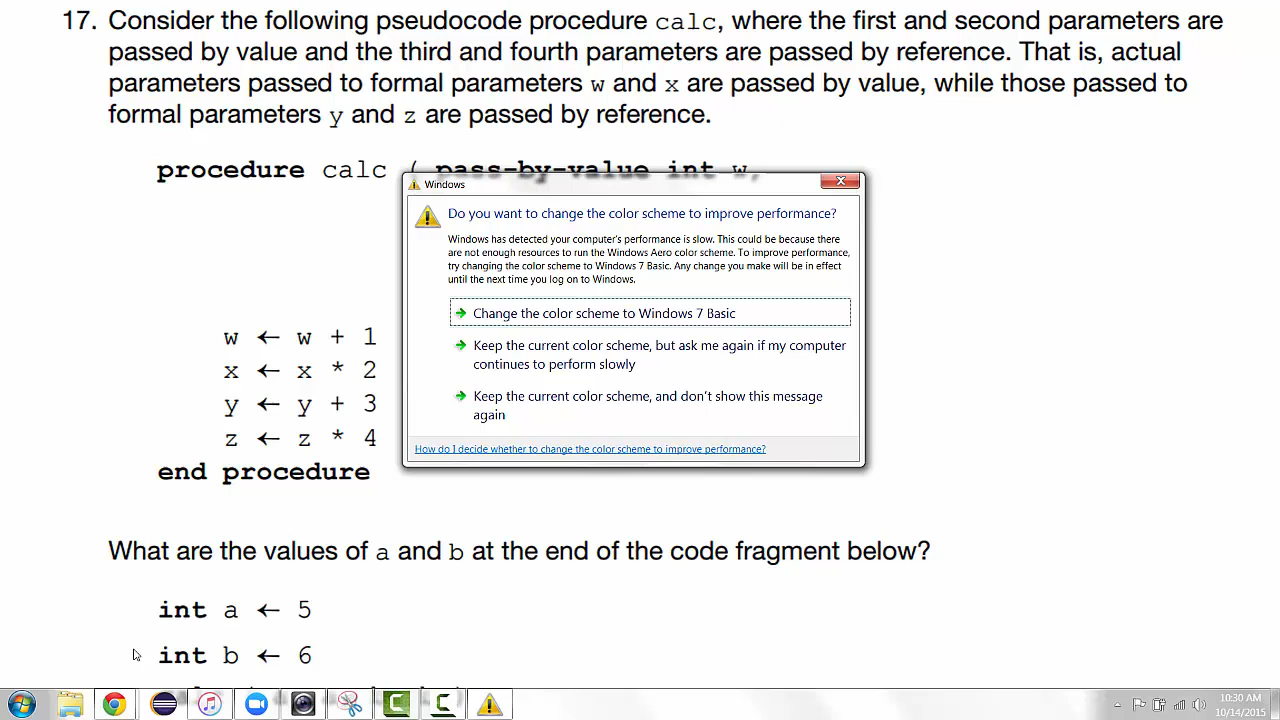 17. Consider the following pseudocode procedure calc, where the first and second parameters are
passed by value and the third and fourth parameters are passed by reference. That is, actual
parameters passed to formal parameters w and x are passed by value, while those passed to
formal parameters y and z are passed by reference.
procedure calc ( pass-by-value int w,
Windows
Do you want to change the color scheme to improve performance?
Windows has detected your computer's performance is slow. This could be because there
are not enough resources to run the Windows Aero color scheme. To improve performance,
try changing the color scheme to Windows 7 Basic. Any change you make will be in effect
until the next time you log on to Windows.
Change the color scheme to Windows 7 Basic
Keep the current color scheme, but ask me again if my computer
continues to perform slowly
Keep the current color scheme, and don't show this message
again
How do I decide whether to change the color scheme to improve performance?
w ← w + 1
x ← x * 2
y ← y + 3
z ← z * 4
end procedure
What are the values of a and b at the end of the code fragment below?
int a ← 5
int b ← 6
10:30 AM
10/14/2015